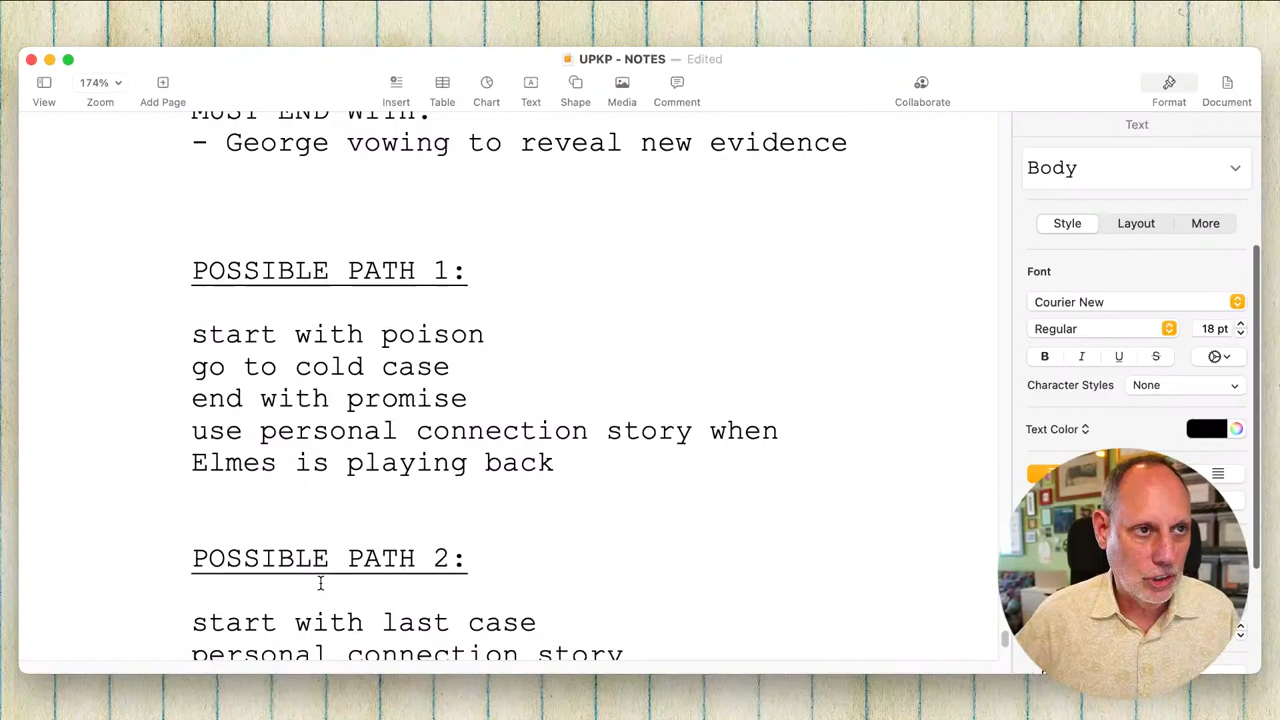 UPKP - NOTES — Edited
174%
View
Zoom
Add Page
Insert
Table
Chart
Text
Shape
Media
Comment
Collaborate
Format
Document
MUST END WITH:
- George vowing to reveal new evidence
POSSIBLE PATH 1:
start with poison
go to cold case
end with promise
use personal connection story when
Elmes is playing back
POSSIBLE PATH 2:
start with last case
personal connection story
Text
Body
Style
Layout
More
Font
Courier New
Regular
18 pt
B
I
U
S
Character Styles
None
Text Color